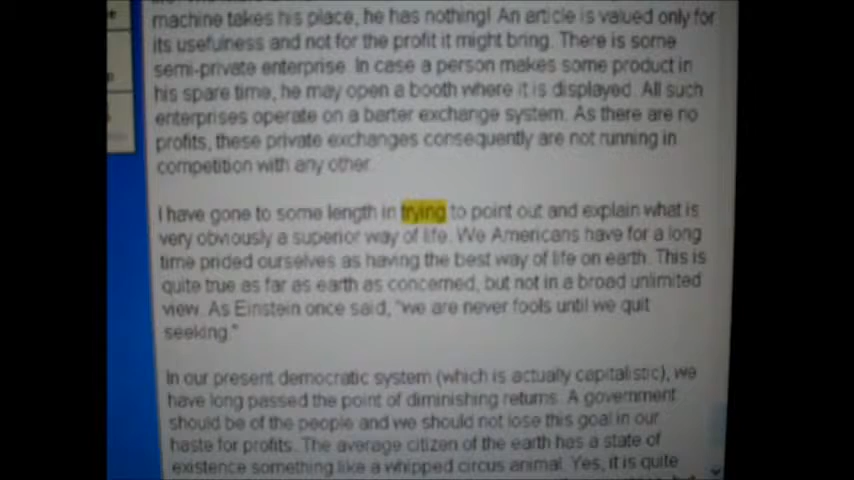 machine takes his place, he has nothing! An article is valued only for
its usefulness and not for the profit it might bring. There is some
semi-private enterprise. In case a person makes some product in
his spare time, he may open a booth where it is displayed. All such
enterprises operate on a barter exchange system. As there are no
profits, these private exchanges consequently are not running in
competition with any other.
I have gone to some length in trying to point out and explain what is
very obviously a superior way of life. We Americans have for a long
time prided ourselves as having the best way of life on earth. This is
quite true as far as earth as concerned, but not in a broad unlimited
view. As Einstein once said, "we are never fools until we quit
seeking."
In our present democratic system (which is actually capitalistic), we
have long passed the point of diminishing returns. A government
should be of the people and we should not lose this goal in our
haste for profits. The average citizen of the earth has a state of
existence something like a whipped circus animal. Yes, it is quite